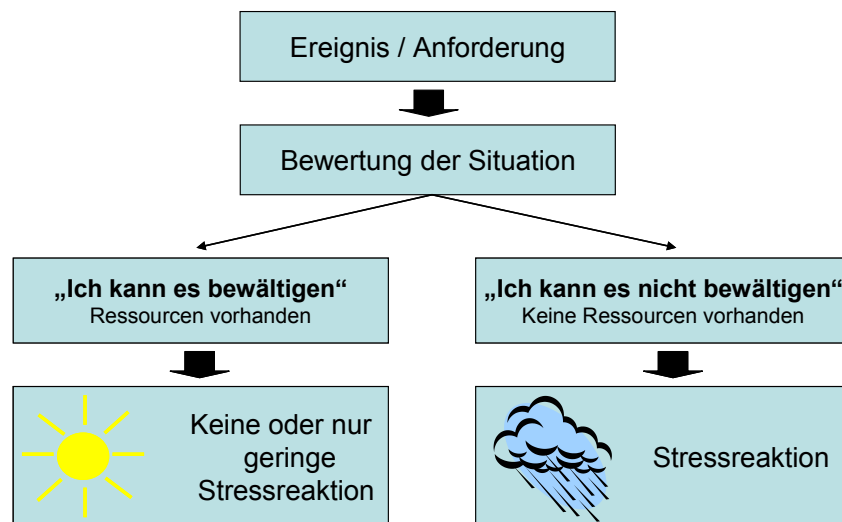 Ereignis / Anforderung
Bewertung der Situation
„Ich kann es bewältigen“
Ressourcen vorhanden
„Ich kann es nicht bewältigen“
Keine Ressourcen vorhanden
Keine oder nur
geringe
Stressreaktion
Stressreaktion